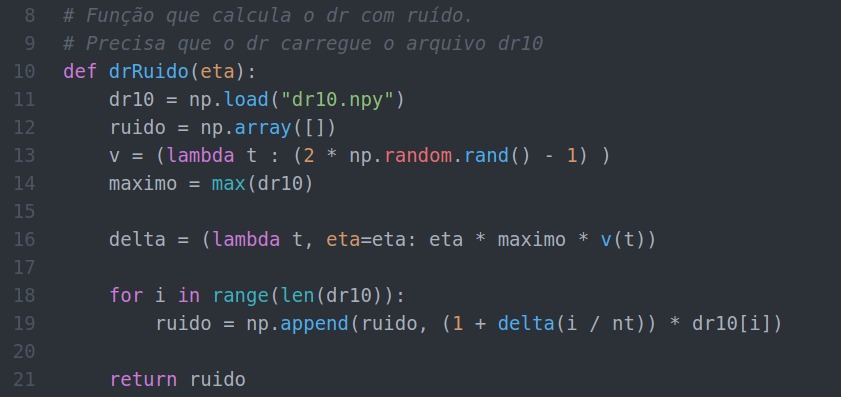 8 # Função que calcula o dr com ruído.
9 # Precisa que o dr carregue o arquivo dr10
10 def drRuido(eta):
11     dr10 = np.load("dr10.npy")
12     ruido = np.array([])
13     v = (lambda t : (2 * np.random.rand() - 1) )
14     maximo = max(dr10)
15
16     delta = (lambda t, eta=eta: eta * maximo * v(t))
17
18     for i in range(len(dr10)):
19         ruido = np.append(ruido, (1 + delta(i / nt)) * dr10[i])
20
21     return ruido